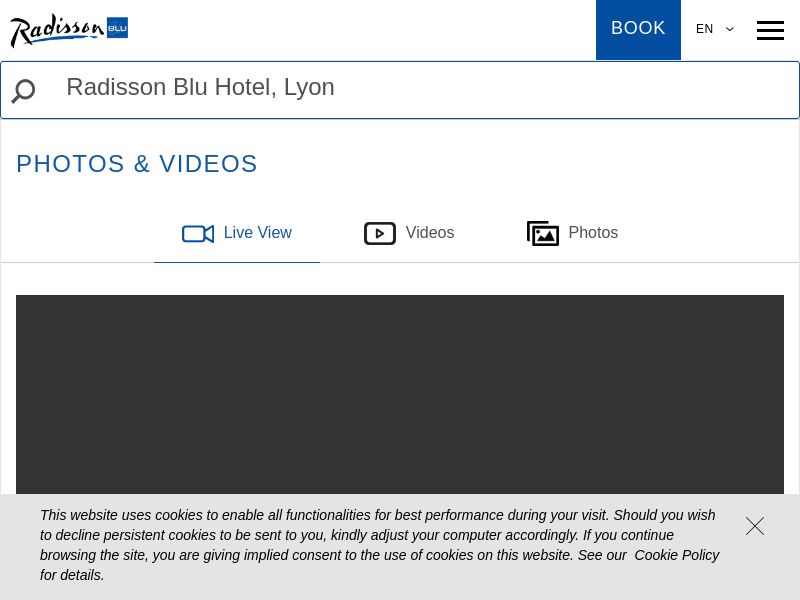 Radisson BLU
BOOK
EN
Radisson Blu Hotel, Lyon
PHOTOS & VIDEOS
Live View
Videos
Photos
This website uses cookies to enable all functionalities for best performance during your visit. Should you wish
to decline persistent cookies to be sent to you, kindly adjust your computer accordingly. If you continue
browsing the site, you are giving implied consent to the use of cookies on this website. See our  Cookie Policy
for details.